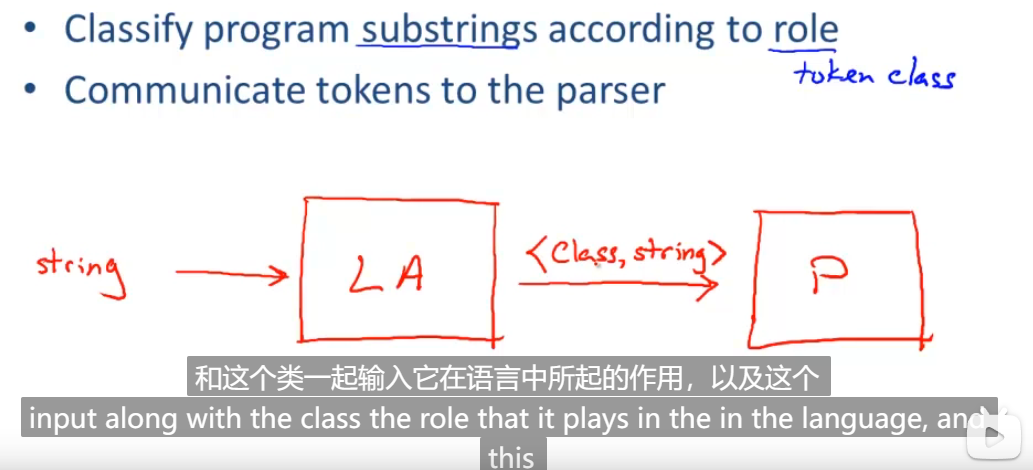 • Classify program substrings according to role
token class
• Communicate tokens to the parser
string
LA
<Class, string>
P
和这个类一起输入它在语言中所起的作用，以及这个
input along with the class the role that it plays in the in the language, and
this